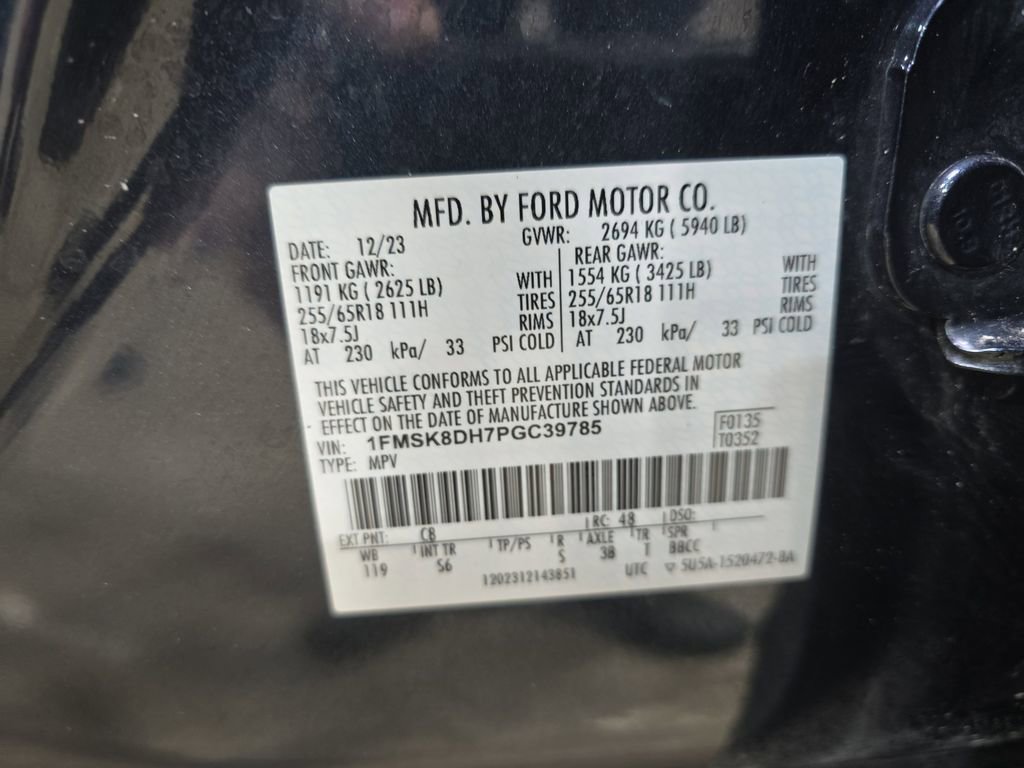 MFD. BY FORD MOTOR CO.
DATE: 12/23 GVWR: 2694 KG ( 5940 LB)
FRONT GAWR: REAR GAWR:
1191 KG ( 2625 LB) WITH 1554 KG ( 3425 LB) WITH
255/65R18 111H TIRES 255/65R18 111H TIRES
18x7.5J RIMS 18x7.5J RIMS
AT 230 kPa/ 33 PSI COLD AT 230 kPa/ 33 PSI COLD
THIS VEHICLE CONFORMS TO ALL APPLICABLE FEDERAL MOTOR
VEHICLE SAFETY AND THEFT PREVENTION STANDARDS IN
EFFECT ON THE DATE OF MANUFACTURE SHOWN ABOVE.
VIN: 1FMSK8DH7PGC39785 F0135
TYPE: MPV T0352
EXT PNT: C8 RC: 48 DSO:
WB INT TR TP/PS R AXLE TR SPR
119 S6 S 3B T BBCC
1202312143851 UTC ▽ 5U5A-1520472-BA